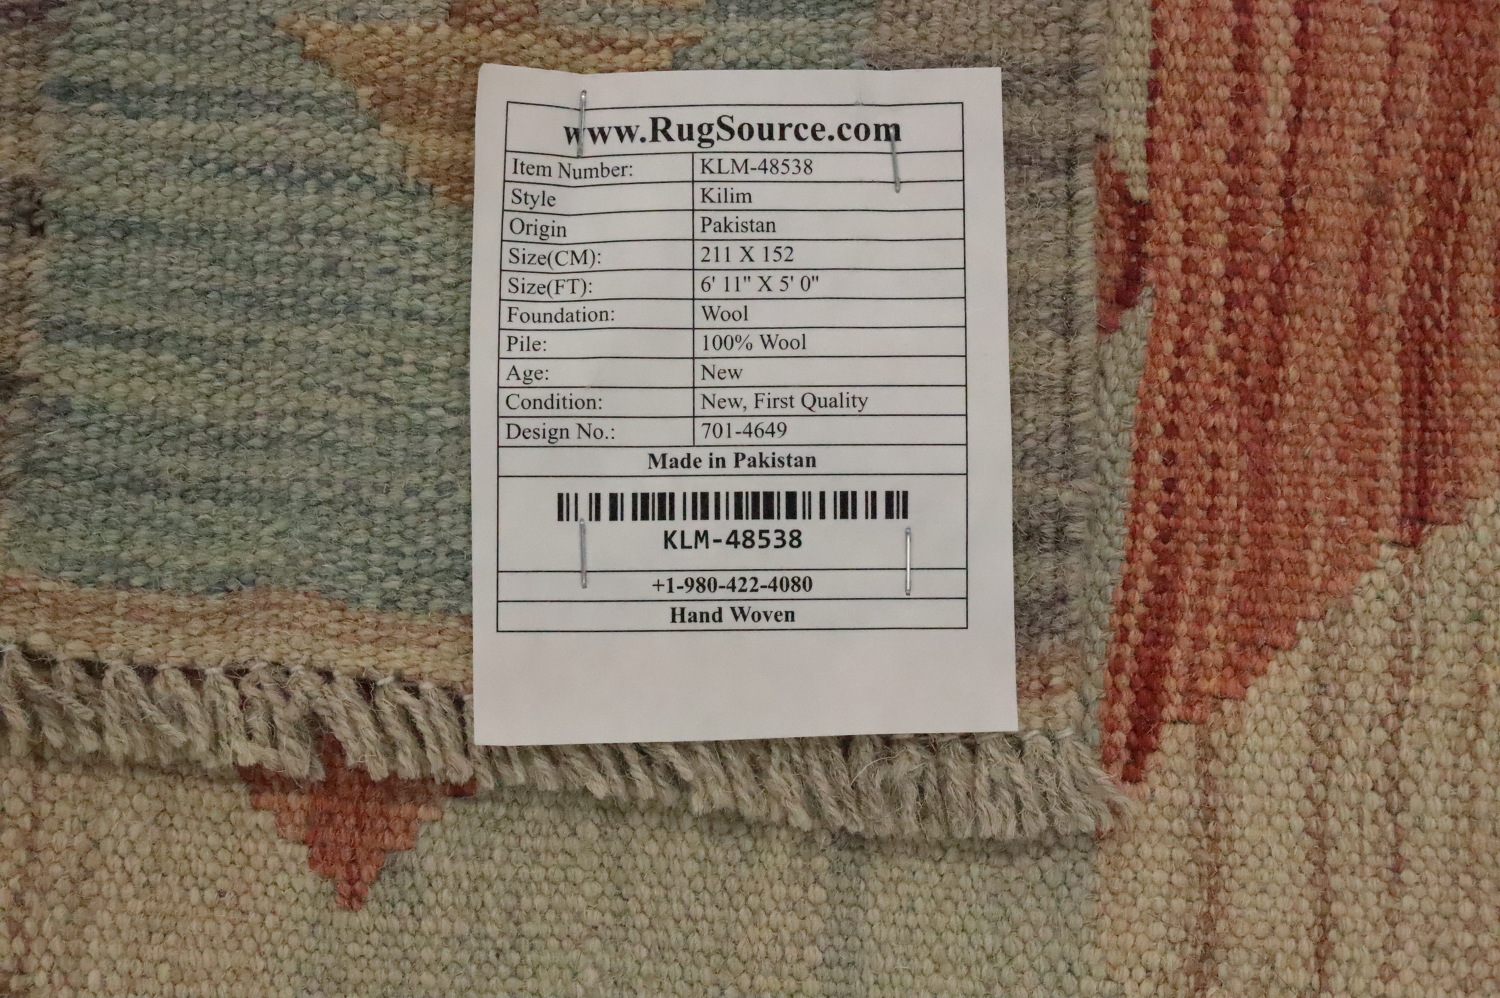 www.RugSource.com
Item Number: KLM-48538
Style Kilim
Origin Pakistan
Size(CM): 211 X 152
Size(FT): 6' 11" X 5' 0"
Foundation: Wool
Pile: 100% Wool
Age: New
Condition: New, First Quality
Design No.: 701-4649
Made in Pakistan
KLM-48538
+1-980-422-4080
Hand Woven